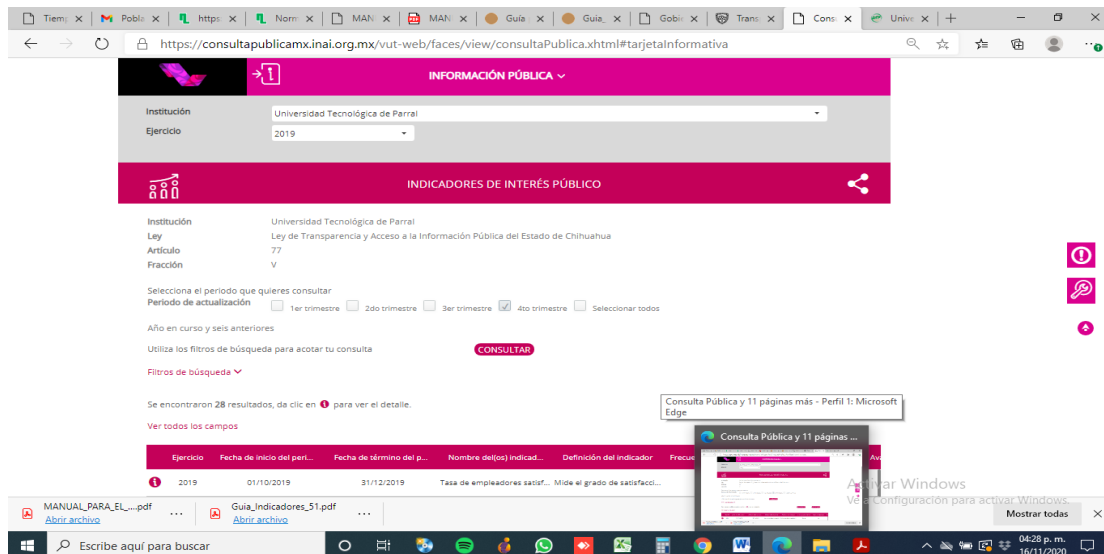 Tiem
Pobla
https:
Norm
MAN
MAN
Guía
Guia_
Gobi
Trans
Cons
Unive
https://consultapublicamx.inai.org.mx/vut-web/faces/view/consultaPublica.xhtml#tarjetaInformativa
INFORMACIÓN PÚBLICA
Institución Universidad Tecnológica de Parral
Ejercicio 2019
INDICADORES DE INTERÉS PÚBLICO
Institución Universidad Tecnológica de Parral
Ley Ley de Transparencia y Acceso a la Información Pública del Estado de Chihuahua
Artículo 77
Fracción V
Selecciona el periodo que quieres consultar
Periodo de actualización 1er trimestre 2do trimestre 3er trimestre 4to trimestre Seleccionar todos
Año en curso y seis anteriores
Utiliza los filtros de búsqueda para acotar tu consulta CONSULTAR
Filtros de búsqueda
Se encontraron 28 resultados, da clic en i para ver el detalle.
Ver todos los campos
Consulta Pública y 11 páginas más - Perfil 1: Microsoft
Edge
Consulta Pública y 11 páginas ...
Ejercicio Fecha de inicio del peri... Fecha de término del p... Nombre del(os) indicad... Definición del indicador Frecue
2019 01/10/2019 31/12/2019 Tasa de empleadores satisf... Mide el grado de satisfacci...
Activar Windows
Ve a Configuración para activar Windows.
MANUAL_PARA_EL_....pdf
Abrir archivo
Guia_Indicadores_51.pdf
Abrir archivo
Mostrar todas
Escribe aquí para buscar
04:28 p. m.
16/11/2020